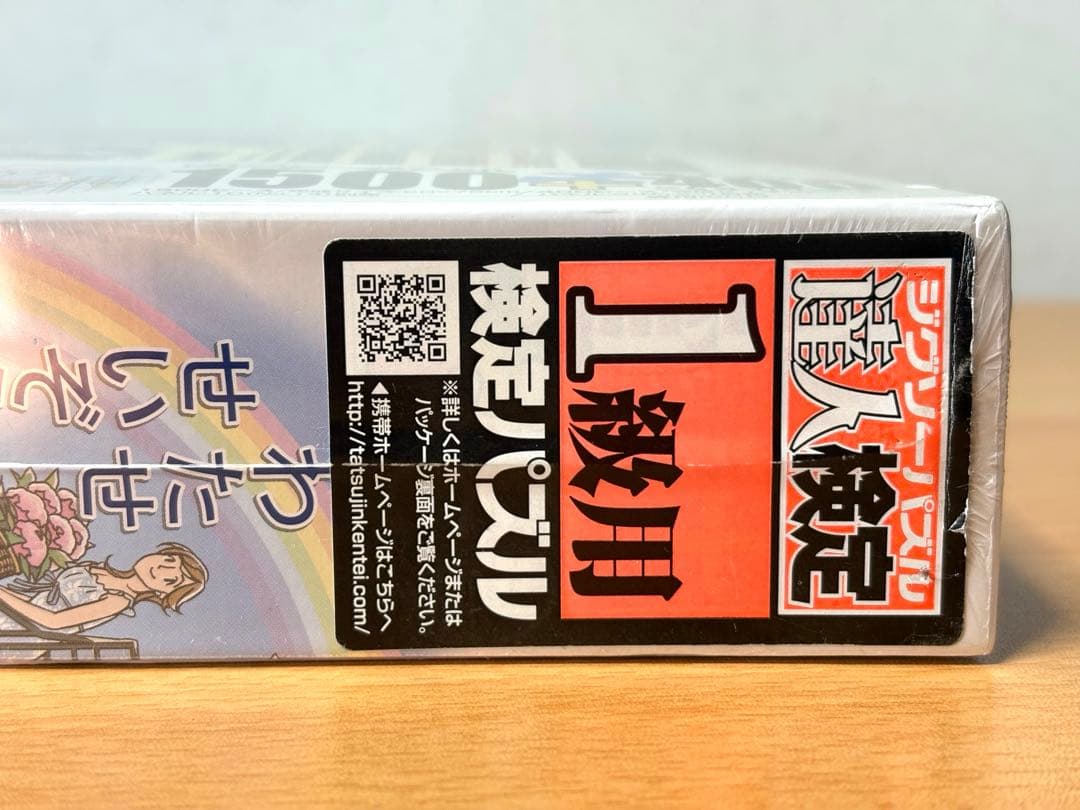 ジグソーパズル
達人検定
1級用
検定パズル
※詳しくはホームページまたは
パッケージ裏面をご覧ください。
◀携帯ホームページはこちらへ
http://tatsujinkentei.com/
わ
せ たせ
いぞ
1500